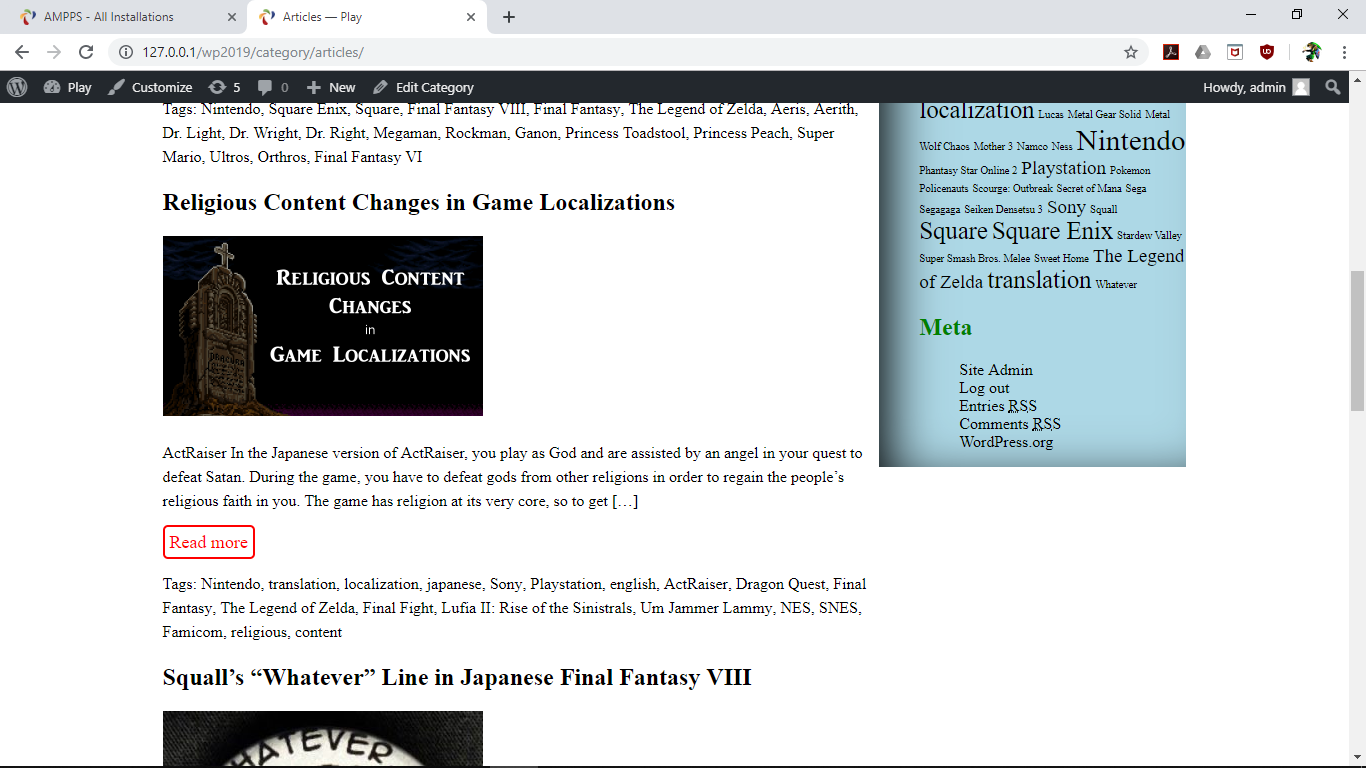 AMPPS - All Installations
Articles — Play
127.0.0.1/wp2019/category/articles/
Play
Customize
5
0
New
Edit Category
Howdy, admin
Tags: Nintendo, Square Enix, Square, Final Fantasy VIII, Final Fantasy, The Legend of Zelda, Aeris, Aerith,
Dr. Light, Dr. Wright, Dr. Right, Megaman, Rockman, Ganon, Princess Toadstool, Princess Peach, Super
Mario, Ultros, Orthros, Final Fantasy VI
Religious Content Changes in Game Localizations
Religious Content
Changes
in
Game Localizations
DRACULA
ActRaiser In the Japanese version of ActRaiser, you play as God and are assisted by an angel in your quest to
defeat Satan. During the game, you have to defeat gods from other religions in order to regain the people's
religious faith in you. The game has religion at its very core, so to get […]
Read more
Tags: Nintendo, translation, localization, japanese, Sony, Playstation, english, ActRaiser, Dragon Quest, Final
Fantasy, The Legend of Zelda, Final Fight, Lufia II: Rise of the Sinistrals, Um Jammer Lammy, NES, SNES,
Famicom, religious, content
Squall's “Whatever” Line in Japanese Final Fantasy VIII
WHATEVER
localization Lucas Metal Gear Solid Metal
Wolf Chaos Mother 3 Namco Ness Nintendo
Phantasy Star Online 2 Playstation Pokemon
Policenauts Scourge: Outbreak Secret of Mana Sega
Segagaga Seiken Densetsu 3 Sony Squall
Square Square Enix Stardew Valley
Super Smash Bros. Melee Sweet Home The Legend
of Zelda translation Whatever
Meta
Site Admin
Log out
Entries RSS
Comments RSS
WordPress.org